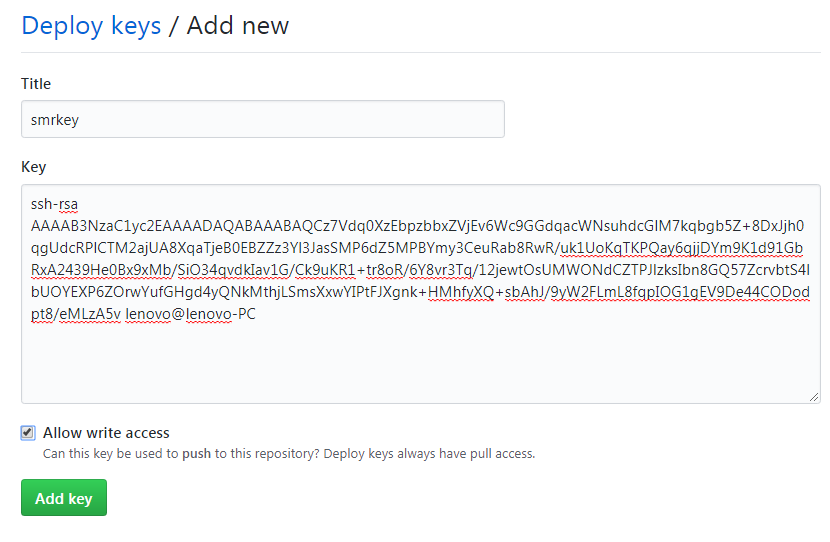 Deploy keys / Add new
Title
smrkey
Key
ssh-rsa
AAAAB3NzaC1yc2EAAAADAQABAAABAQCz7Vdq0XzEbpzbbxZVjEv6Wc9GGdqacWNsuhdcGIM7kqbgb5Z+8DxJjh0
qgUdcRPICTM2ajUA8XqaTjeB0EBZZz3YI3JasSMP6dZ5MPBYmy3CeuRab8RwR/uk1UoKqTKPQay6qjjDYm9K1d91Gb
RxA2439He0Bx9xMb/SiO34qvdkIav1G/Ck9uKR1+tr8oR/6Y8vr3Tq/12jewtOsUMWONdCZTPJIzksIbn8GQ57ZcrvbtS4I
bUOYEXP6ZOrwYufGHgd4yQNkMthjLSmsXxwYIPtFJXgnk+HMhfyXQ+sbAhJ/9yW2FLmL8fqpIOG1gEV9De44CODod
pt8/eMLzA5v lenovo@lenovo-PC
Allow write access
Can this key be used to push to this repository? Deploy keys always have pull access.
Add key